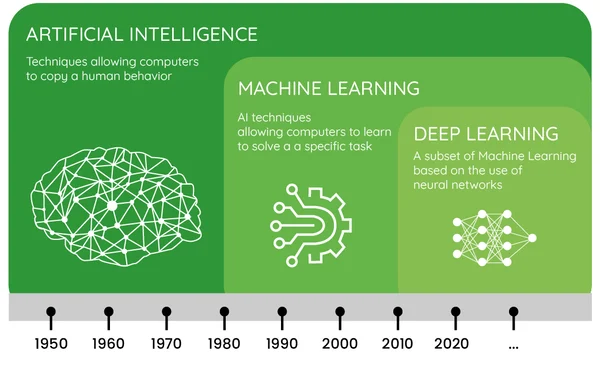 ARTIFICIAL INTELLIGENCE
Techniques allowing computers
to copy a human behavior
MACHINE LEARNING
AI techniques
allowing computers to learn
to solve a a specific task
DEEP LEARNING
A subset of Machine Learning
based on the use of
neural networks
1950 1960 1970 1980 1990 2000 2010 2020 ...